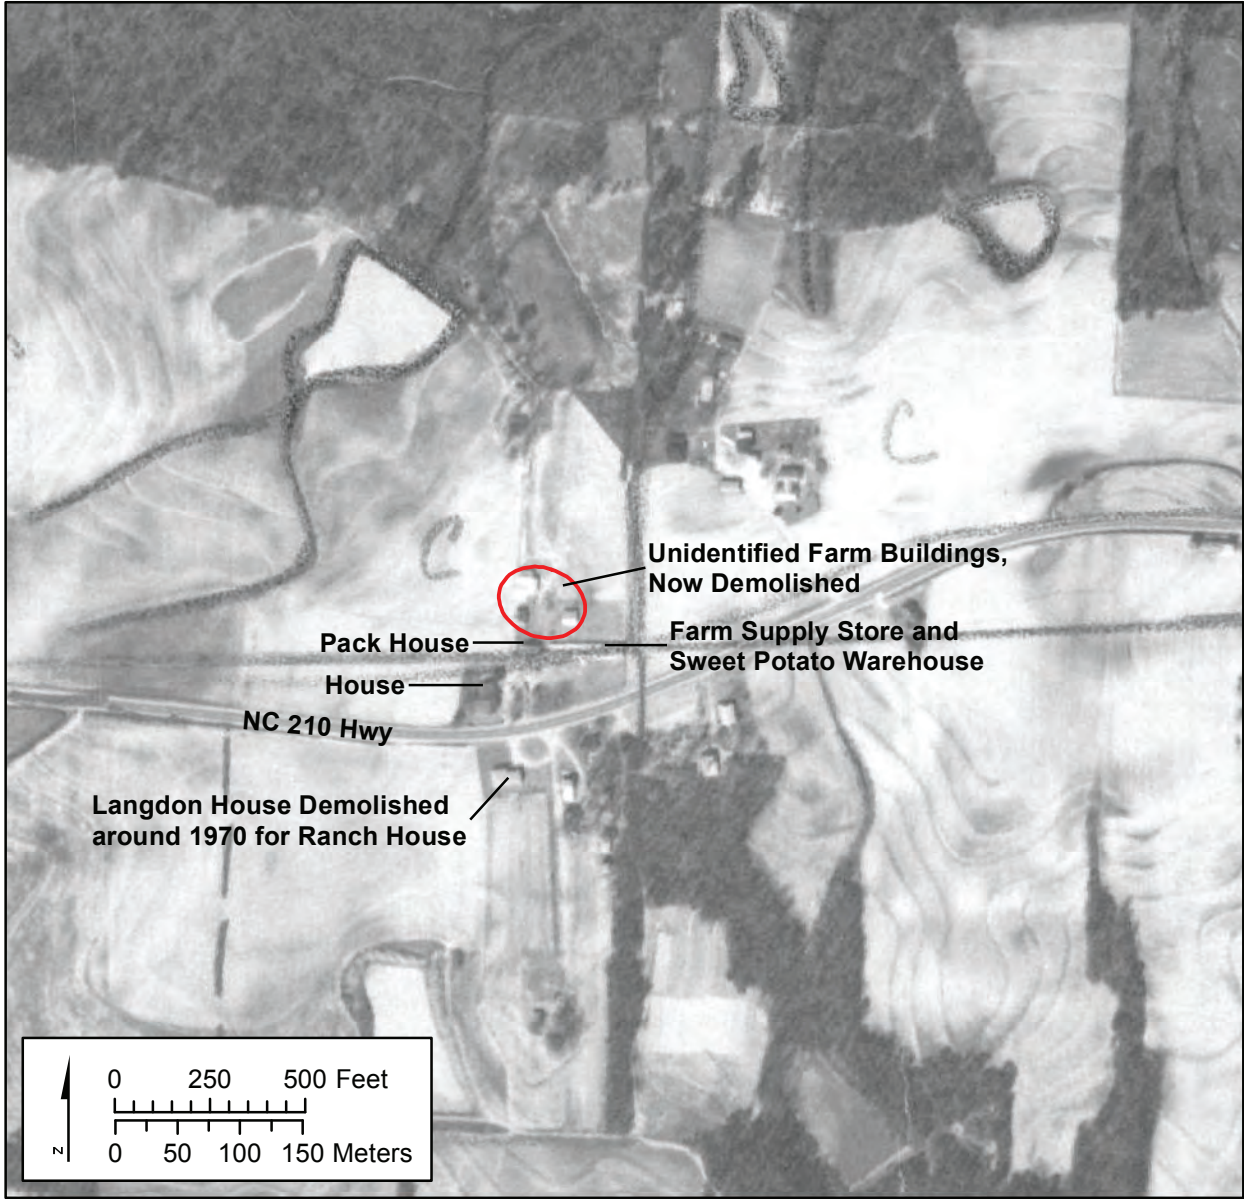 Unidentified Farm Buildings,
Now Demolished
Pack House
Farm Supply Store and
Sweet Potato Warehouse
House
NC 210 Hwy
Langdon House Demolished
around 1970 for Ranch House
C
C
0 250 500 Feet
0 50 100 150 Meters
N